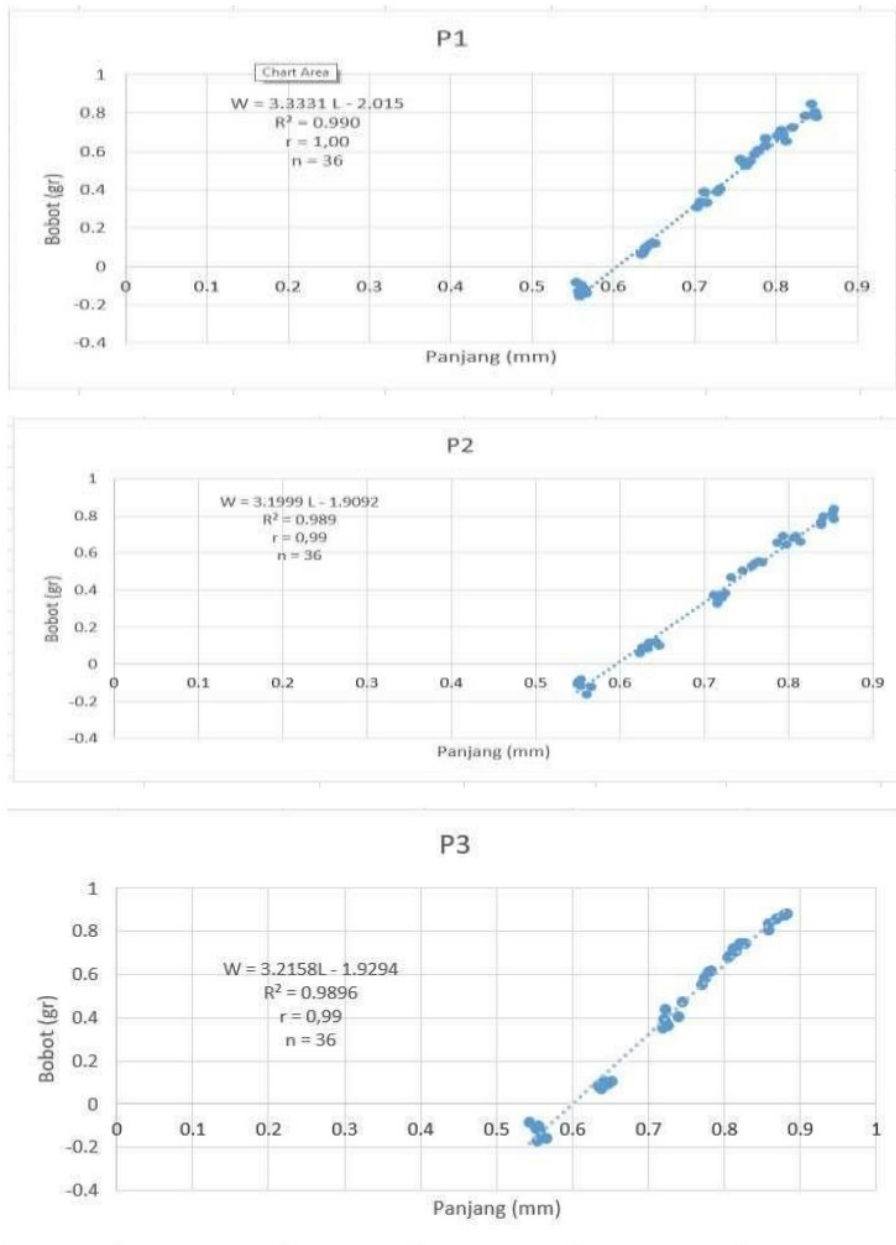 P1
Chart Area
W = 3.3331 L - 2.015
R² = 0.990
r = 1,00
n = 36
Bobot (gr)
1
0.8
0.6
0.4
0.2
0
-0.2
-0.4
0 0.1 0.2 0.3 0.4 0.5 0.6 0.7 0.8 0.9
Panjang (mm)
P2
W = 3.1999 L - 1.9092
R² = 0.989
r = 0,99
n = 36
Bobot (gr)
1
0.8
0.6
0.4
0.2
0
-0.2
-0.4
0 0.1 0.2 0.3 0.4 0.5 0.6 0.7 0.8 0.9
Panjang (mm)
P3
W = 3.2158L - 1.9294
R² = 0.9896
r = 0,99
n = 36
Bobot (gr)
1
0.8
0.6
0.4
0.2
0
-0.2
-0.4
0 0.1 0.2 0.3 0.4 0.5 0.6 0.7 0.8 0.9 1
Panjang (mm)